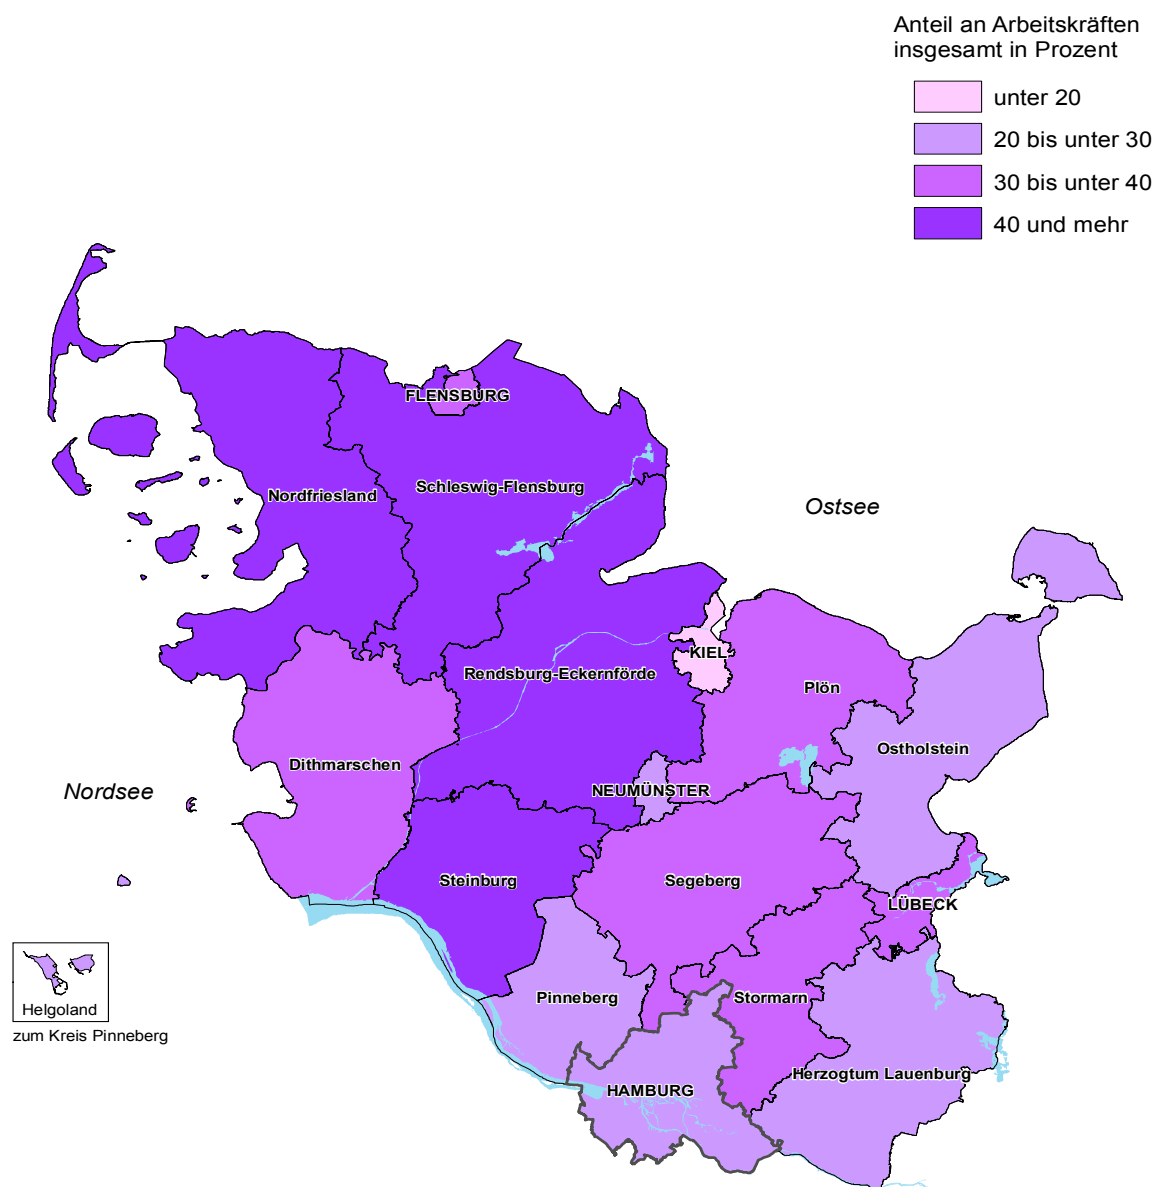 Anteil an Arbeitskräften
insgesamt in Prozent
unter 20
20 bis unter 30
30 bis unter 40
40 und mehr
FLENSBURG
Schleswig-Flensburg
Nordfriesland
Ostsee
KIEL
Rendsburg-Eckernförde
Plön
Ostholstein
Dithmarschen
Nordsee
NEUMÜNSTER
Steinburg
Segeberg
LÜBECK
Pinneberg
Stormarn
Helgoland
zum Kreis Pinneberg
Herzogtum Lauenburg
HAMBURG